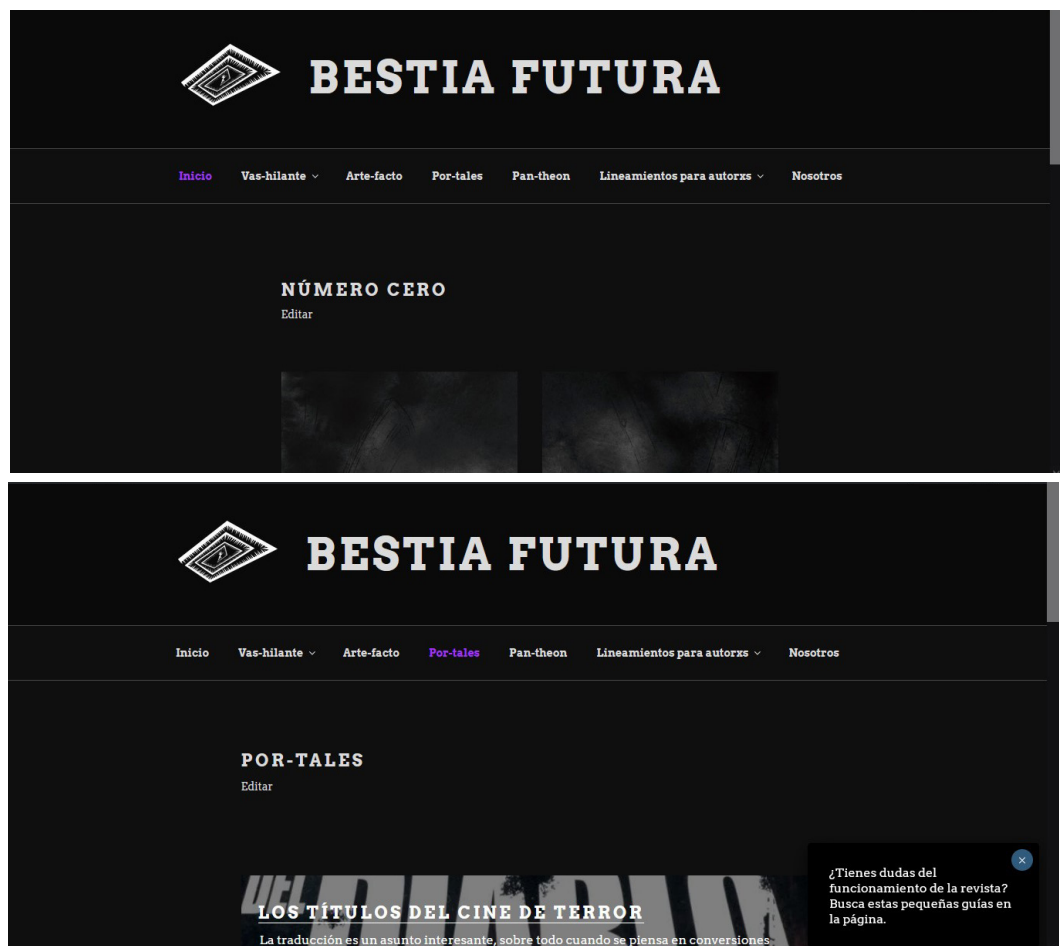 BESTIA FUTURA
Inicio Vas-hilante Arte-facto Por-tales Pan-theon Lineamientos para autorxs Nosotros
NÚMERO CERO
Editar
BESTIA FUTURA
Inicio Vas-hilante Arte-facto Por-tales Pan-theon Lineamientos para autorxs Nosotros
POR-TALES
Editar
DEL DIABLO
LOS TÍTULOS DEL CINE DE TERROR
La traducción es un asunto interesante, sobre todo cuando se piensa en conversiones
¿Tienes dudas del
funcionamiento de la revista?
Busca estas pequeñas guías en
la página.